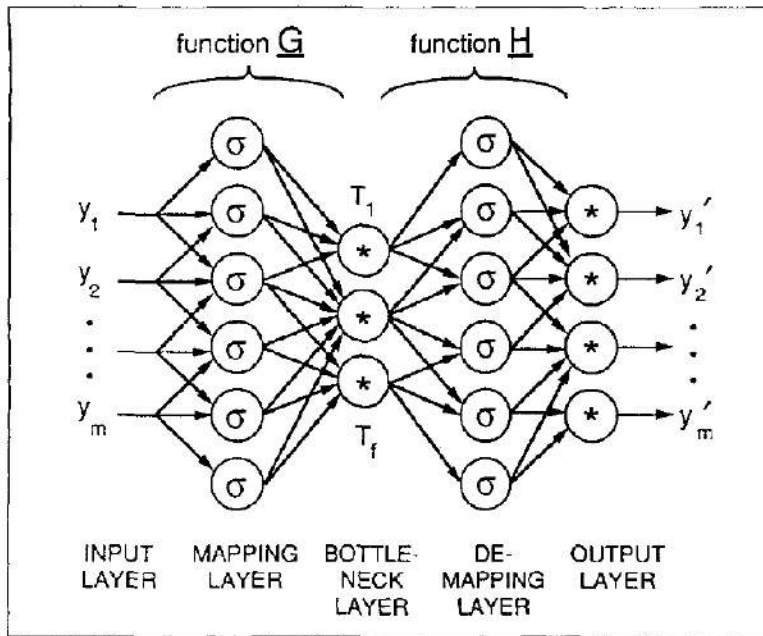 function G function H
σ σ
T₁
y₁ σ σ * y₁′
*
y₂ σ σ * y₂′
*
σ σ *
*
yₘ σ σ * yₘ′
T_f
σ σ
INPUT MAPPING BOTTLE- DE- OUTPUT
LAYER LAYER NECK MAPPING LAYER
LAYER LAYER